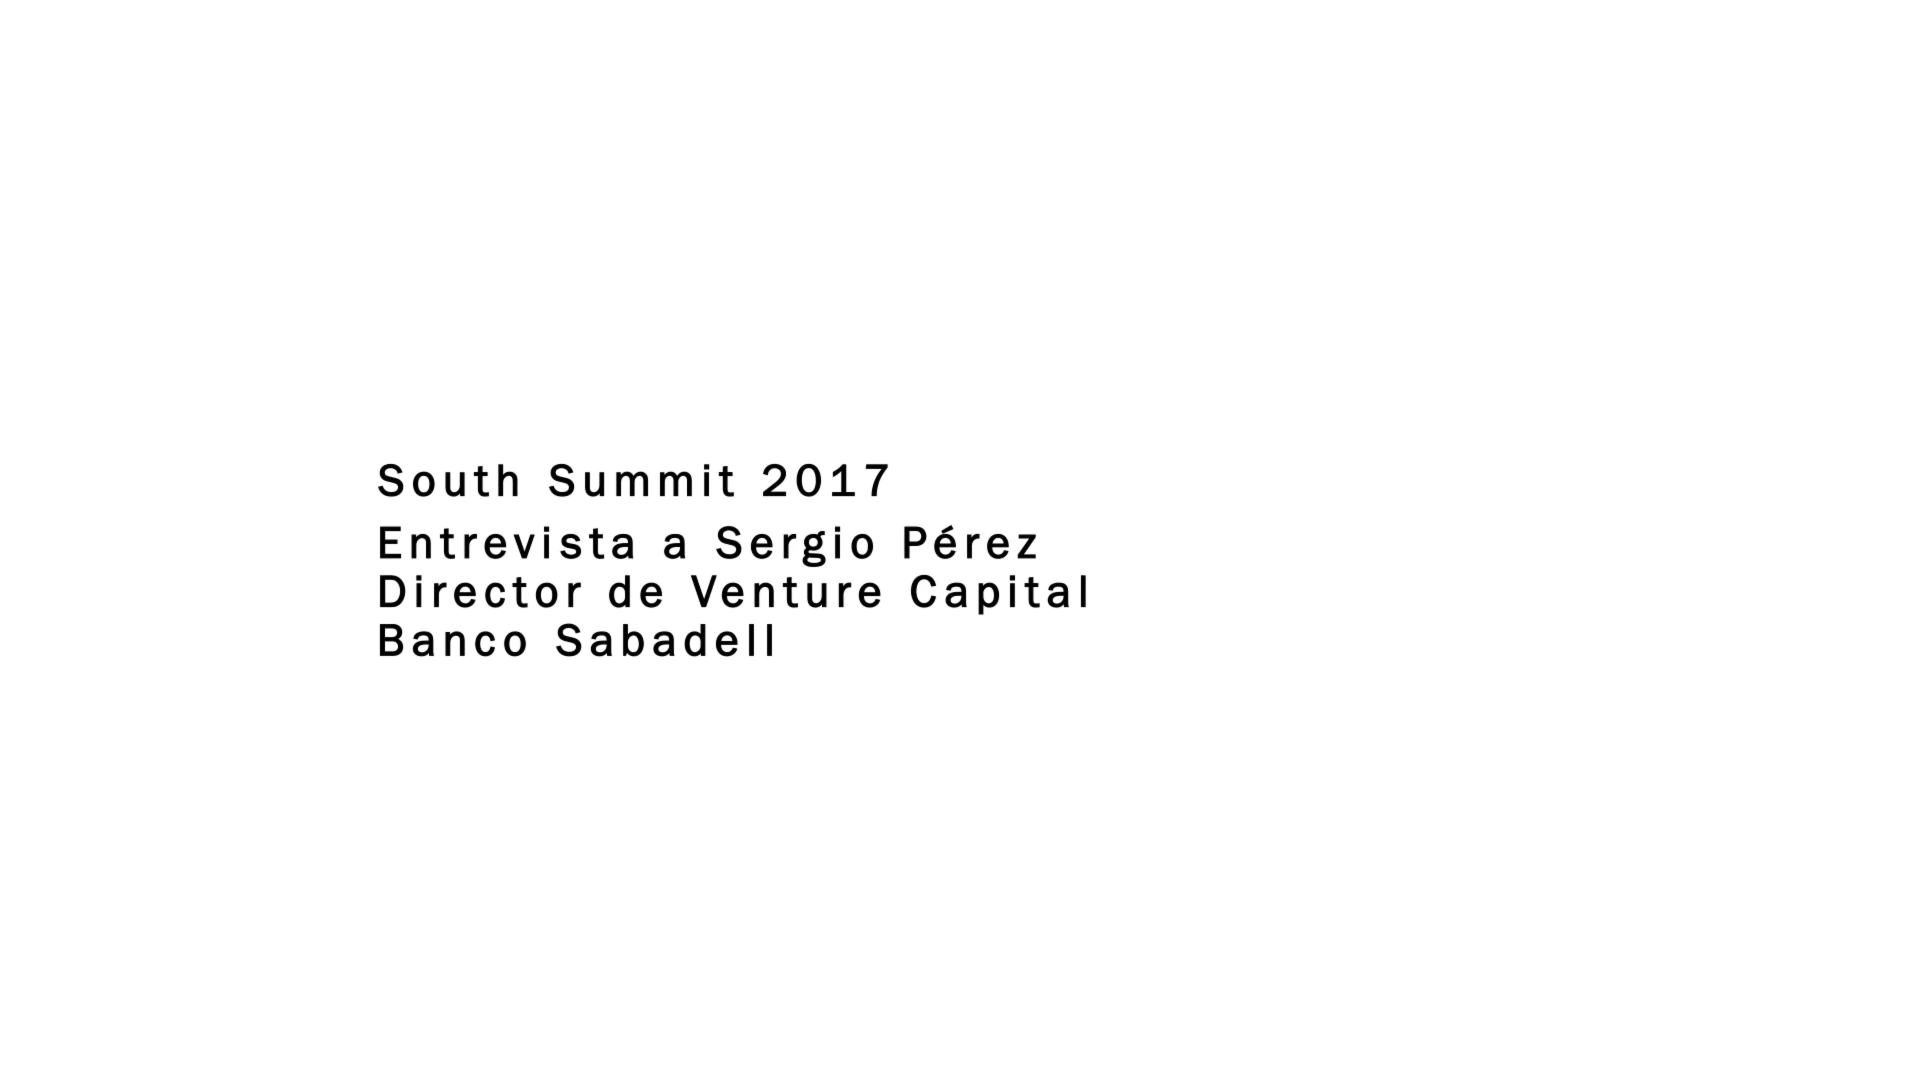 South Summit 2017
Entrevista a Sergio Pérez
Director de Venture Capital
Banco Sabadell